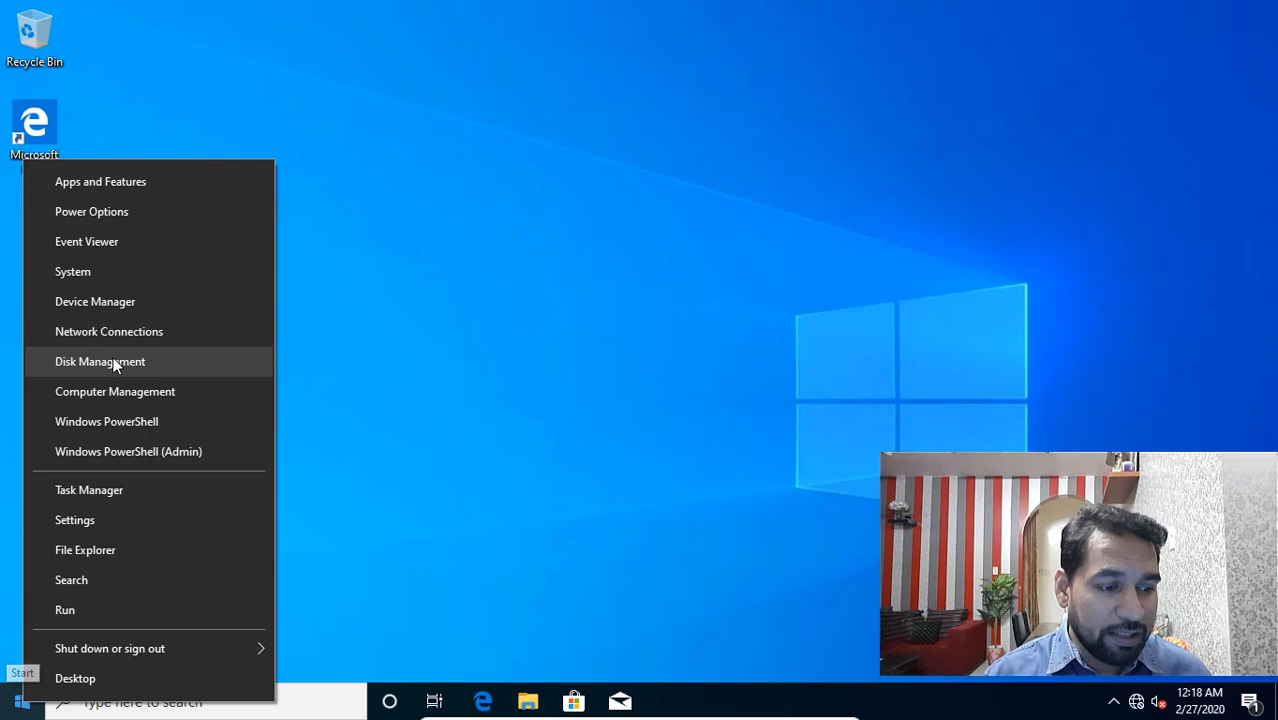 Recycle Bin
Microsoft
Apps and Features
Power Options
Event Viewer
System
Device Manager
Network Connections
Disk Management
Computer Management
Windows PowerShell
Windows PowerShell (Admin)
Task Manager
Settings
File Explorer
Search
Run
Shut down or sign out
Desktop
Start
Type here to search
12:18 AM
2/27/2020
1